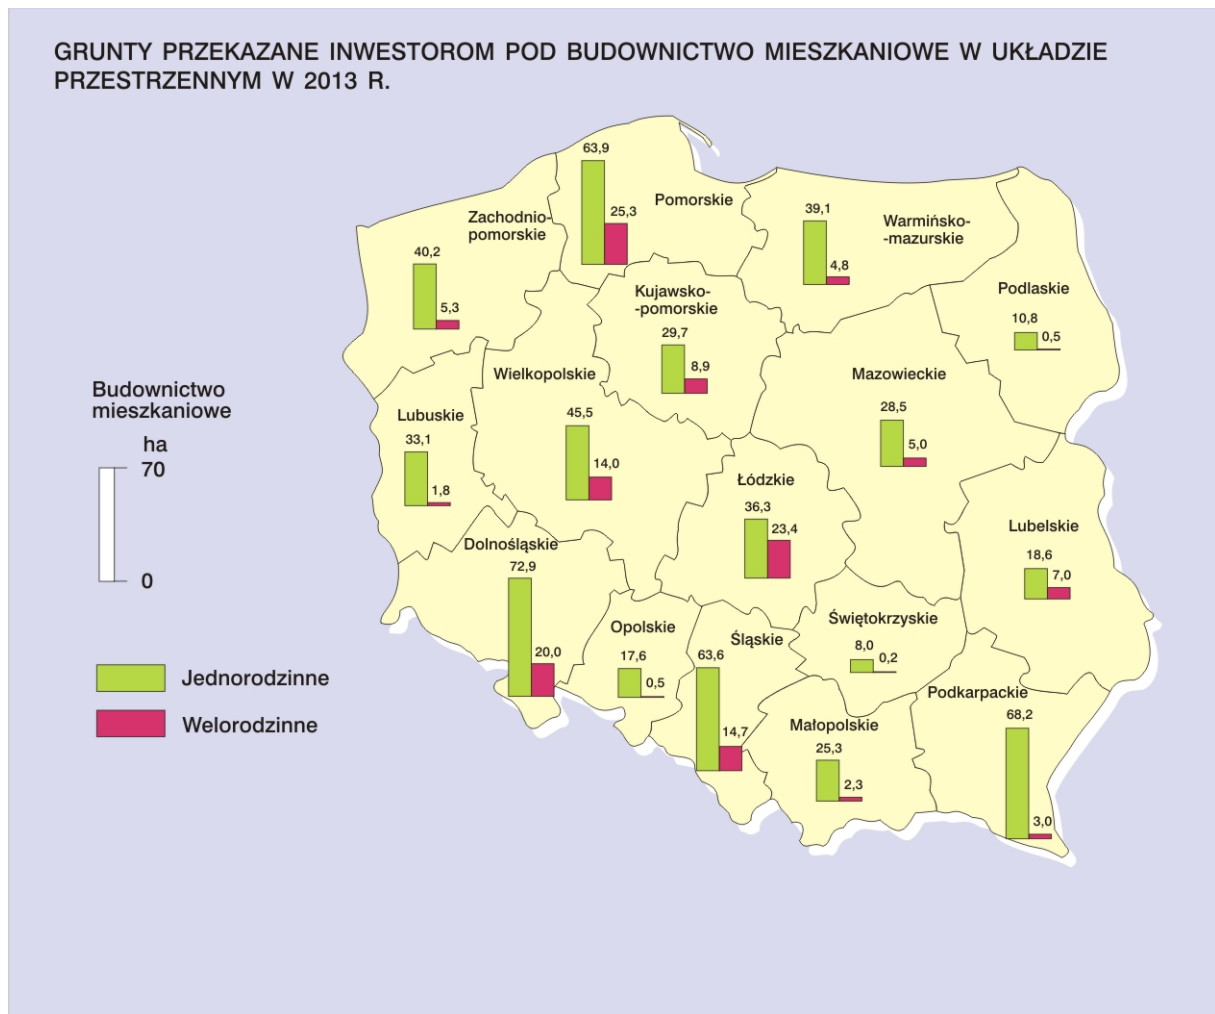 GRUNTY PRZEKAZANE INWESTOROM POD BUDOWNICTWO MIESZKANIOWE W UKŁADZIE
PRZESTRZENNYM W 2013 R.
63,9
25,3
Pomorskie
Zachodnio-
pomorskie
40,2
5,3
39,1
4,8
Warmińsko-
-mazurskie
Kujawsko-
-pomorskie
29,7
8,9
Podlaskie
10,8
0,5
Wielkopolskie
45,5
14,0
Mazowieckie
28,5
5,0
Budownictwo
mieszkaniowe
ha
70
0
Lubuskie
33,1
1,8
Łódzkie
36,3
23,4
Lubelskie
18,6
7,0
Dolnośląskie
72,9
20,0
Opolskie
17,6
0,5
Śląskie
63,6
14,7
Świętokrzyskie
8,0
0,2
Jednorodzinne
Welorodzinne
Małopolskie
25,3
2,3
Podkarpackie
68,2
3,0